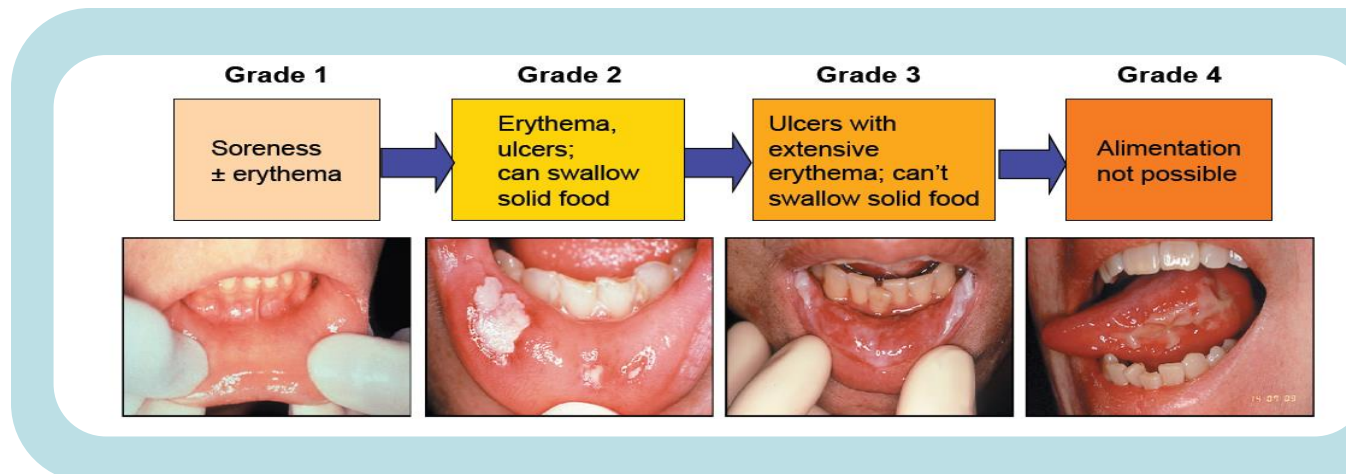 Grade 1
Grade 2
Grade 3
Grade 4
Soreness
± erythema
Erythema,
ulcers;
can swallow
solid food
Ulcers with
extensive
erythema; can't
swallow solid food
Alimentation
not possible
14 07 09